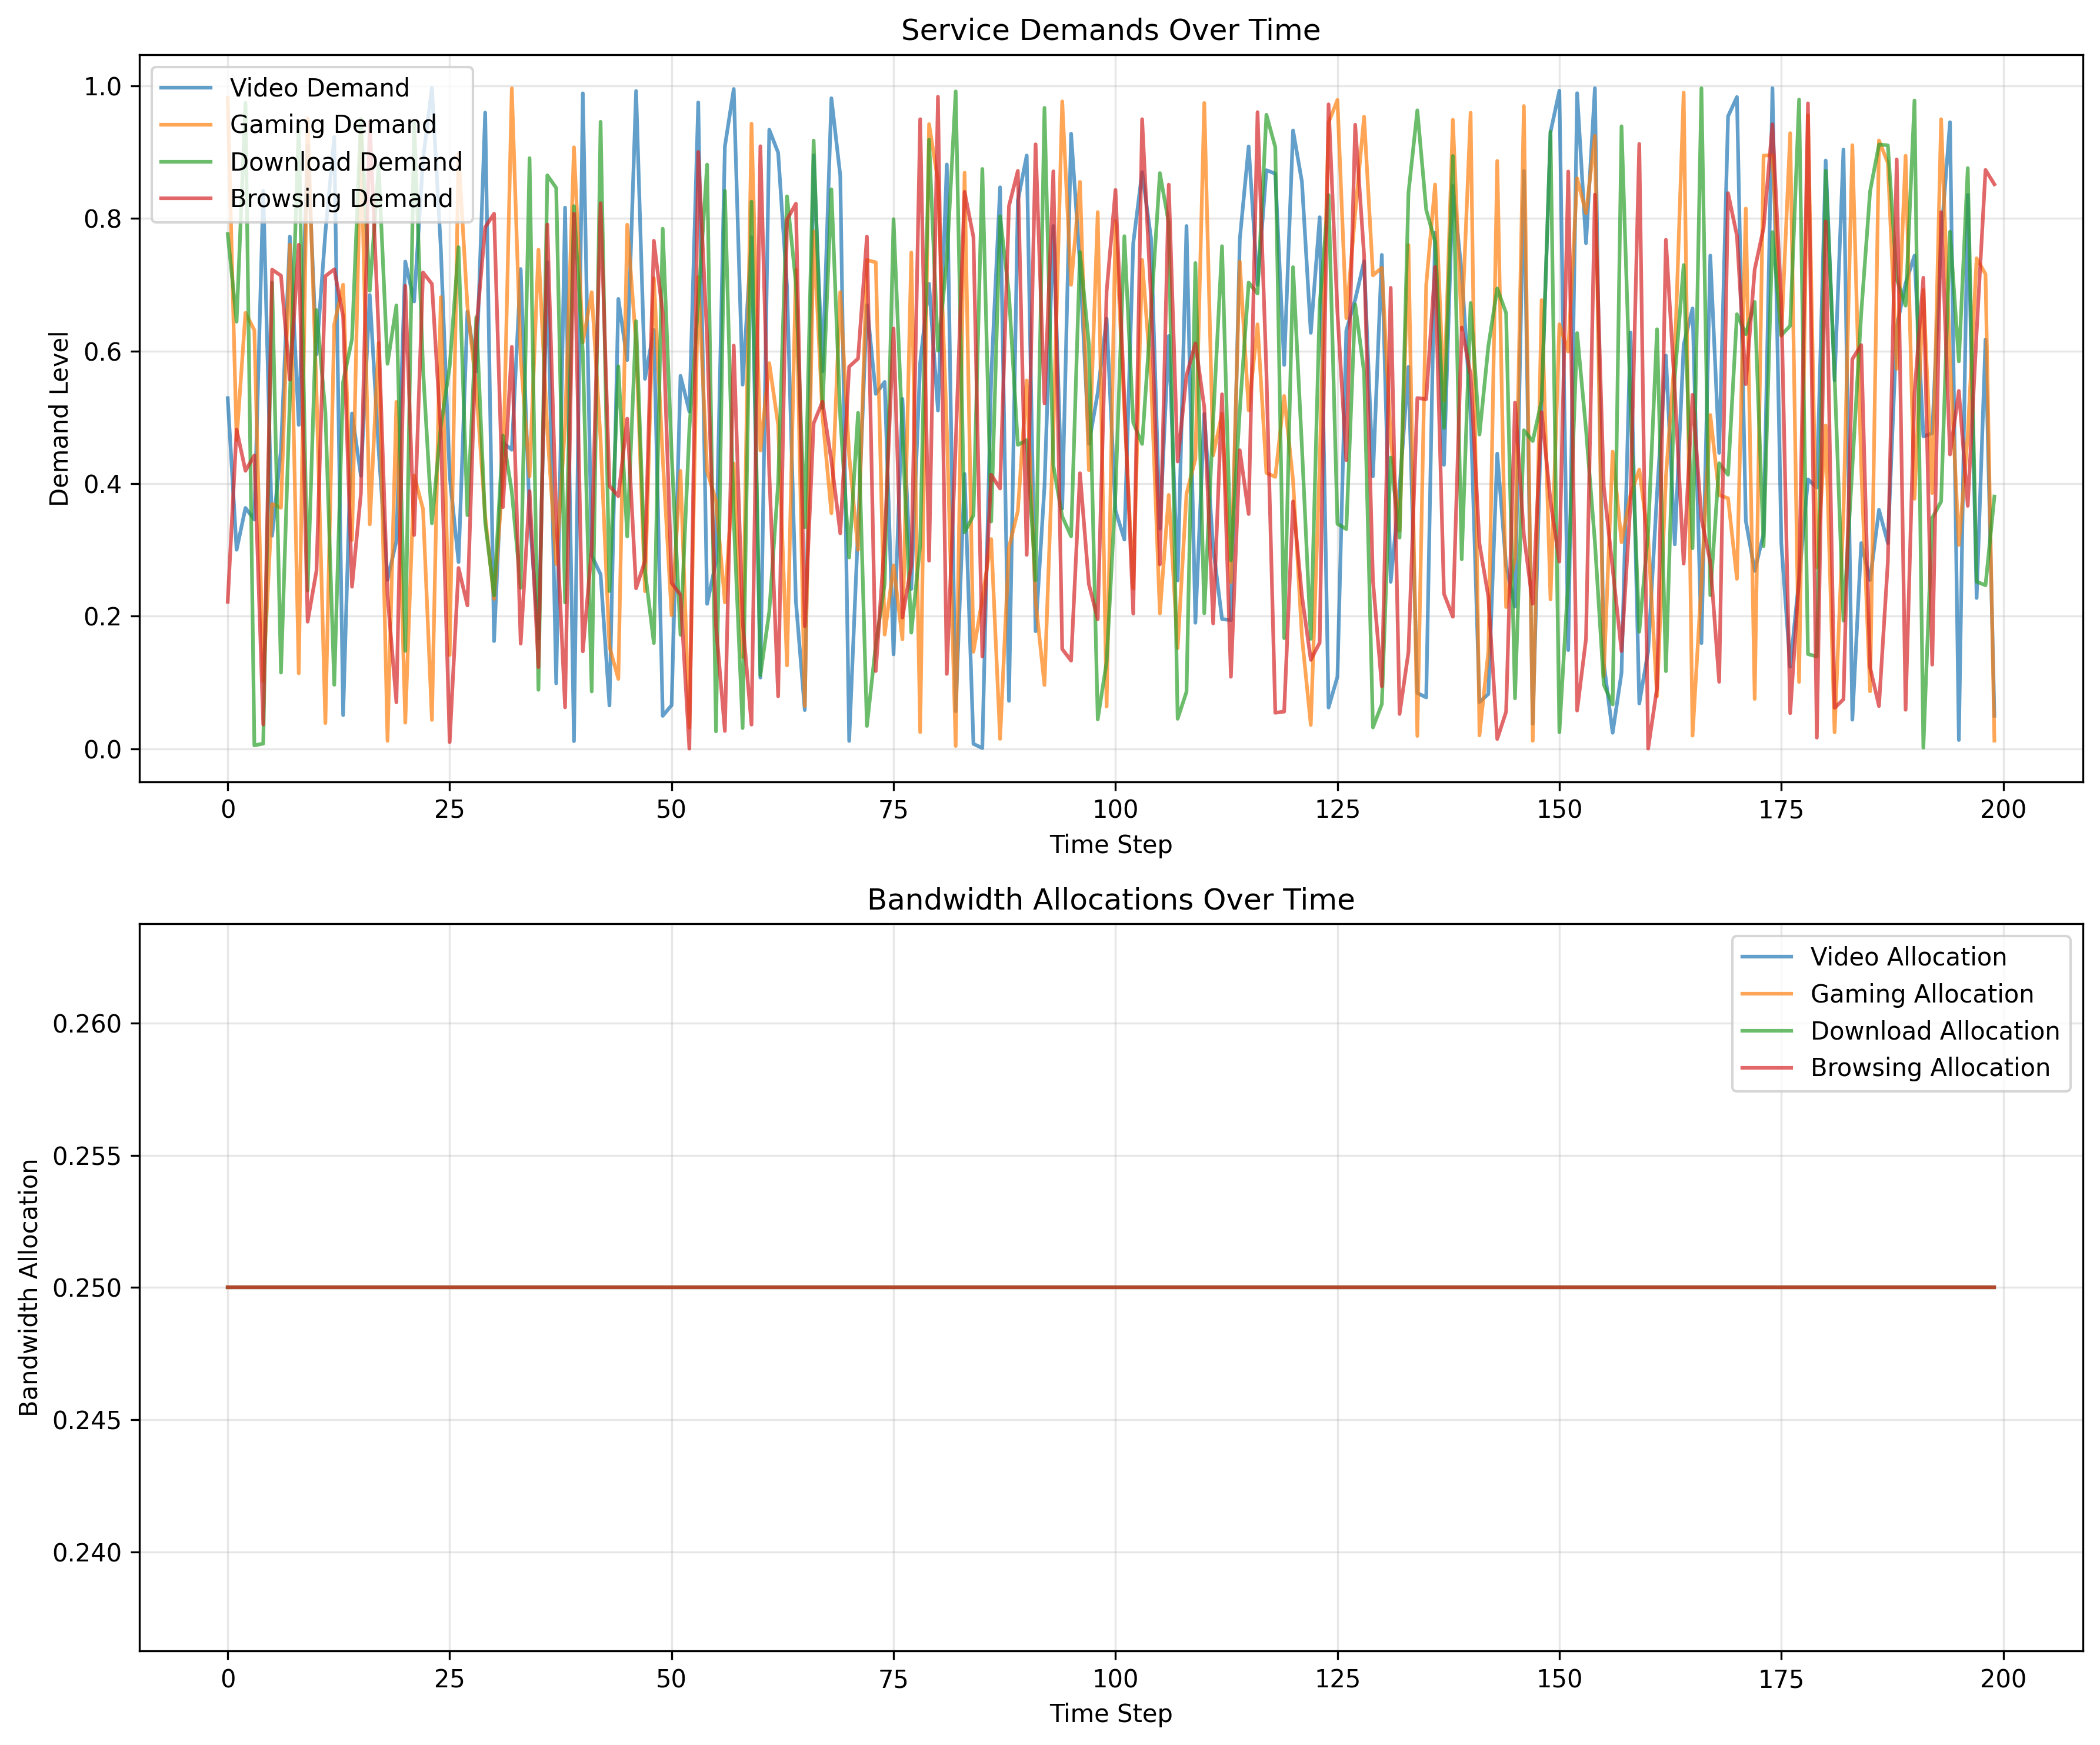 Service Demands Over Time
Video Demand
Gaming Demand
Download Demand
Browsing Demand
1.0
0.8
0.6
0.4
0.2
0.0
Demand Level
0 25 50 75 100 125 150 175 200
Time Step
Bandwidth Allocations Over Time
Video Allocation
Gaming Allocation
Download Allocation
Browsing Allocation
0.260
0.255
0.250
0.245
0.240
Bandwidth Allocation
0 25 50 75 100 125 150 175 200
Time Step